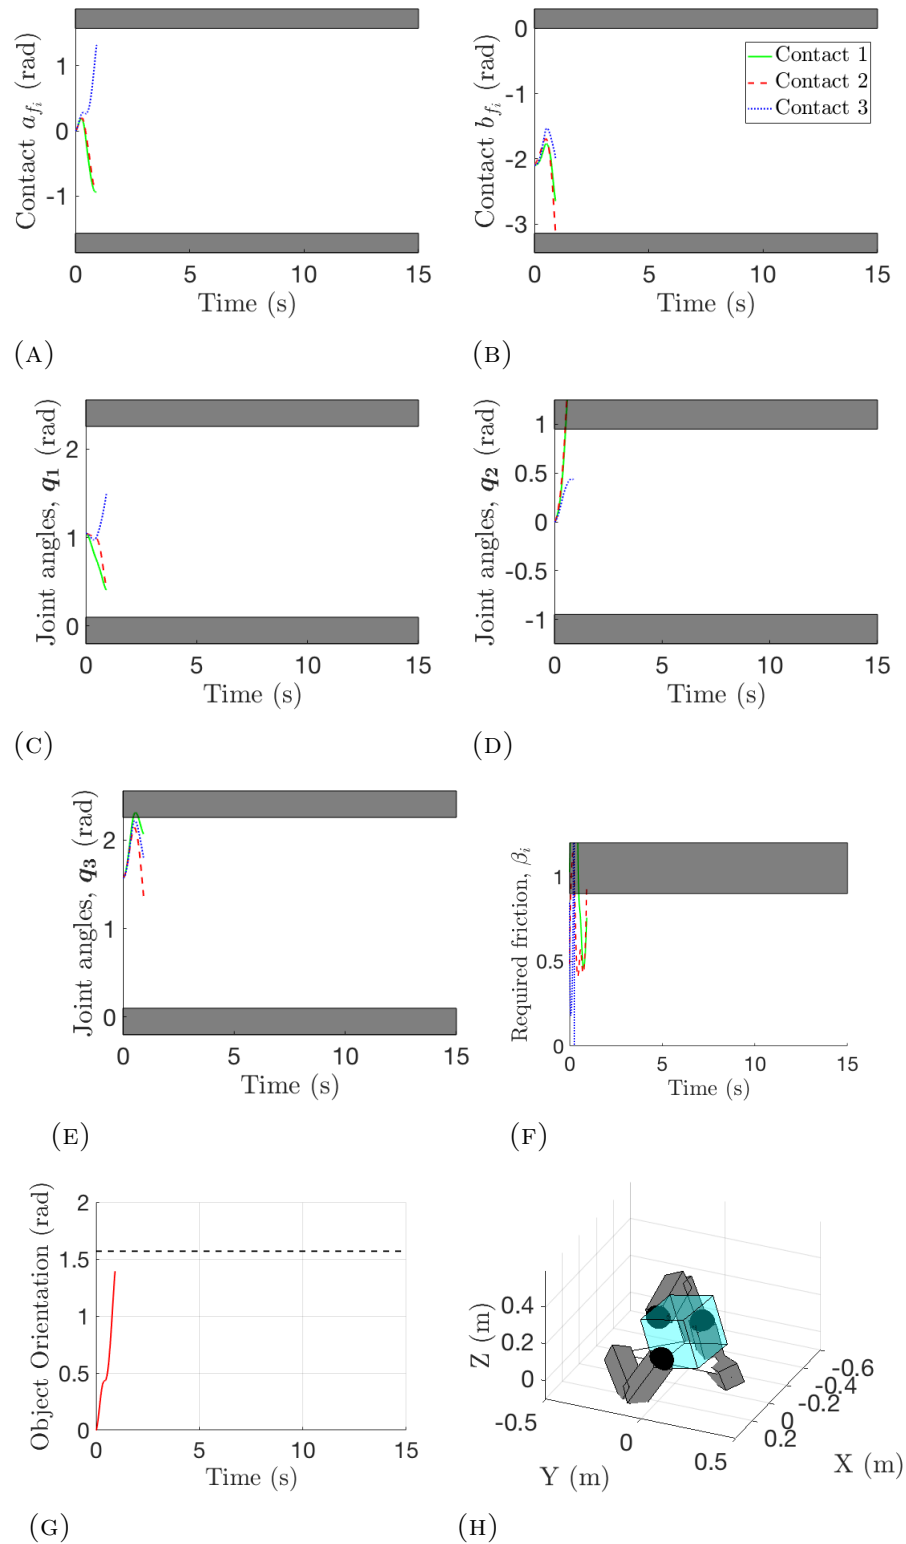 Contact a_{f_i} (rad)
1
0
-1
0 5 10 15
Time (s)
(A)
Contact b_{f_i} (rad)
0
-1
-2
-3
Contact 1
Contact 2
Contact 3
0 5 10 15
Time (s)
(B)
Joint angles, q_1 (rad)
2
1
0
0 5 10 15
Time (s)
(C)
Joint angles, q_2 (rad)
1
0.5
0
-0.5
-1
0 5 10 15
Time (s)
(D)
Joint angles, q_3 (rad)
2
1
0
0 5 10 15
Time (s)
(E)
Required friction, β_i
1
0.5
0
0 5 10 15
Time (s)
(F)
Object Orientation (rad)
2
1.5
1
0.5
0
0 5 10 15
Time (s)
(G)
Z (m)
0.4
0.2
0
-0.5
0
0.5
Y (m)
-0.6
-0.4
-0.2
0
0.2
X (m)
(H)